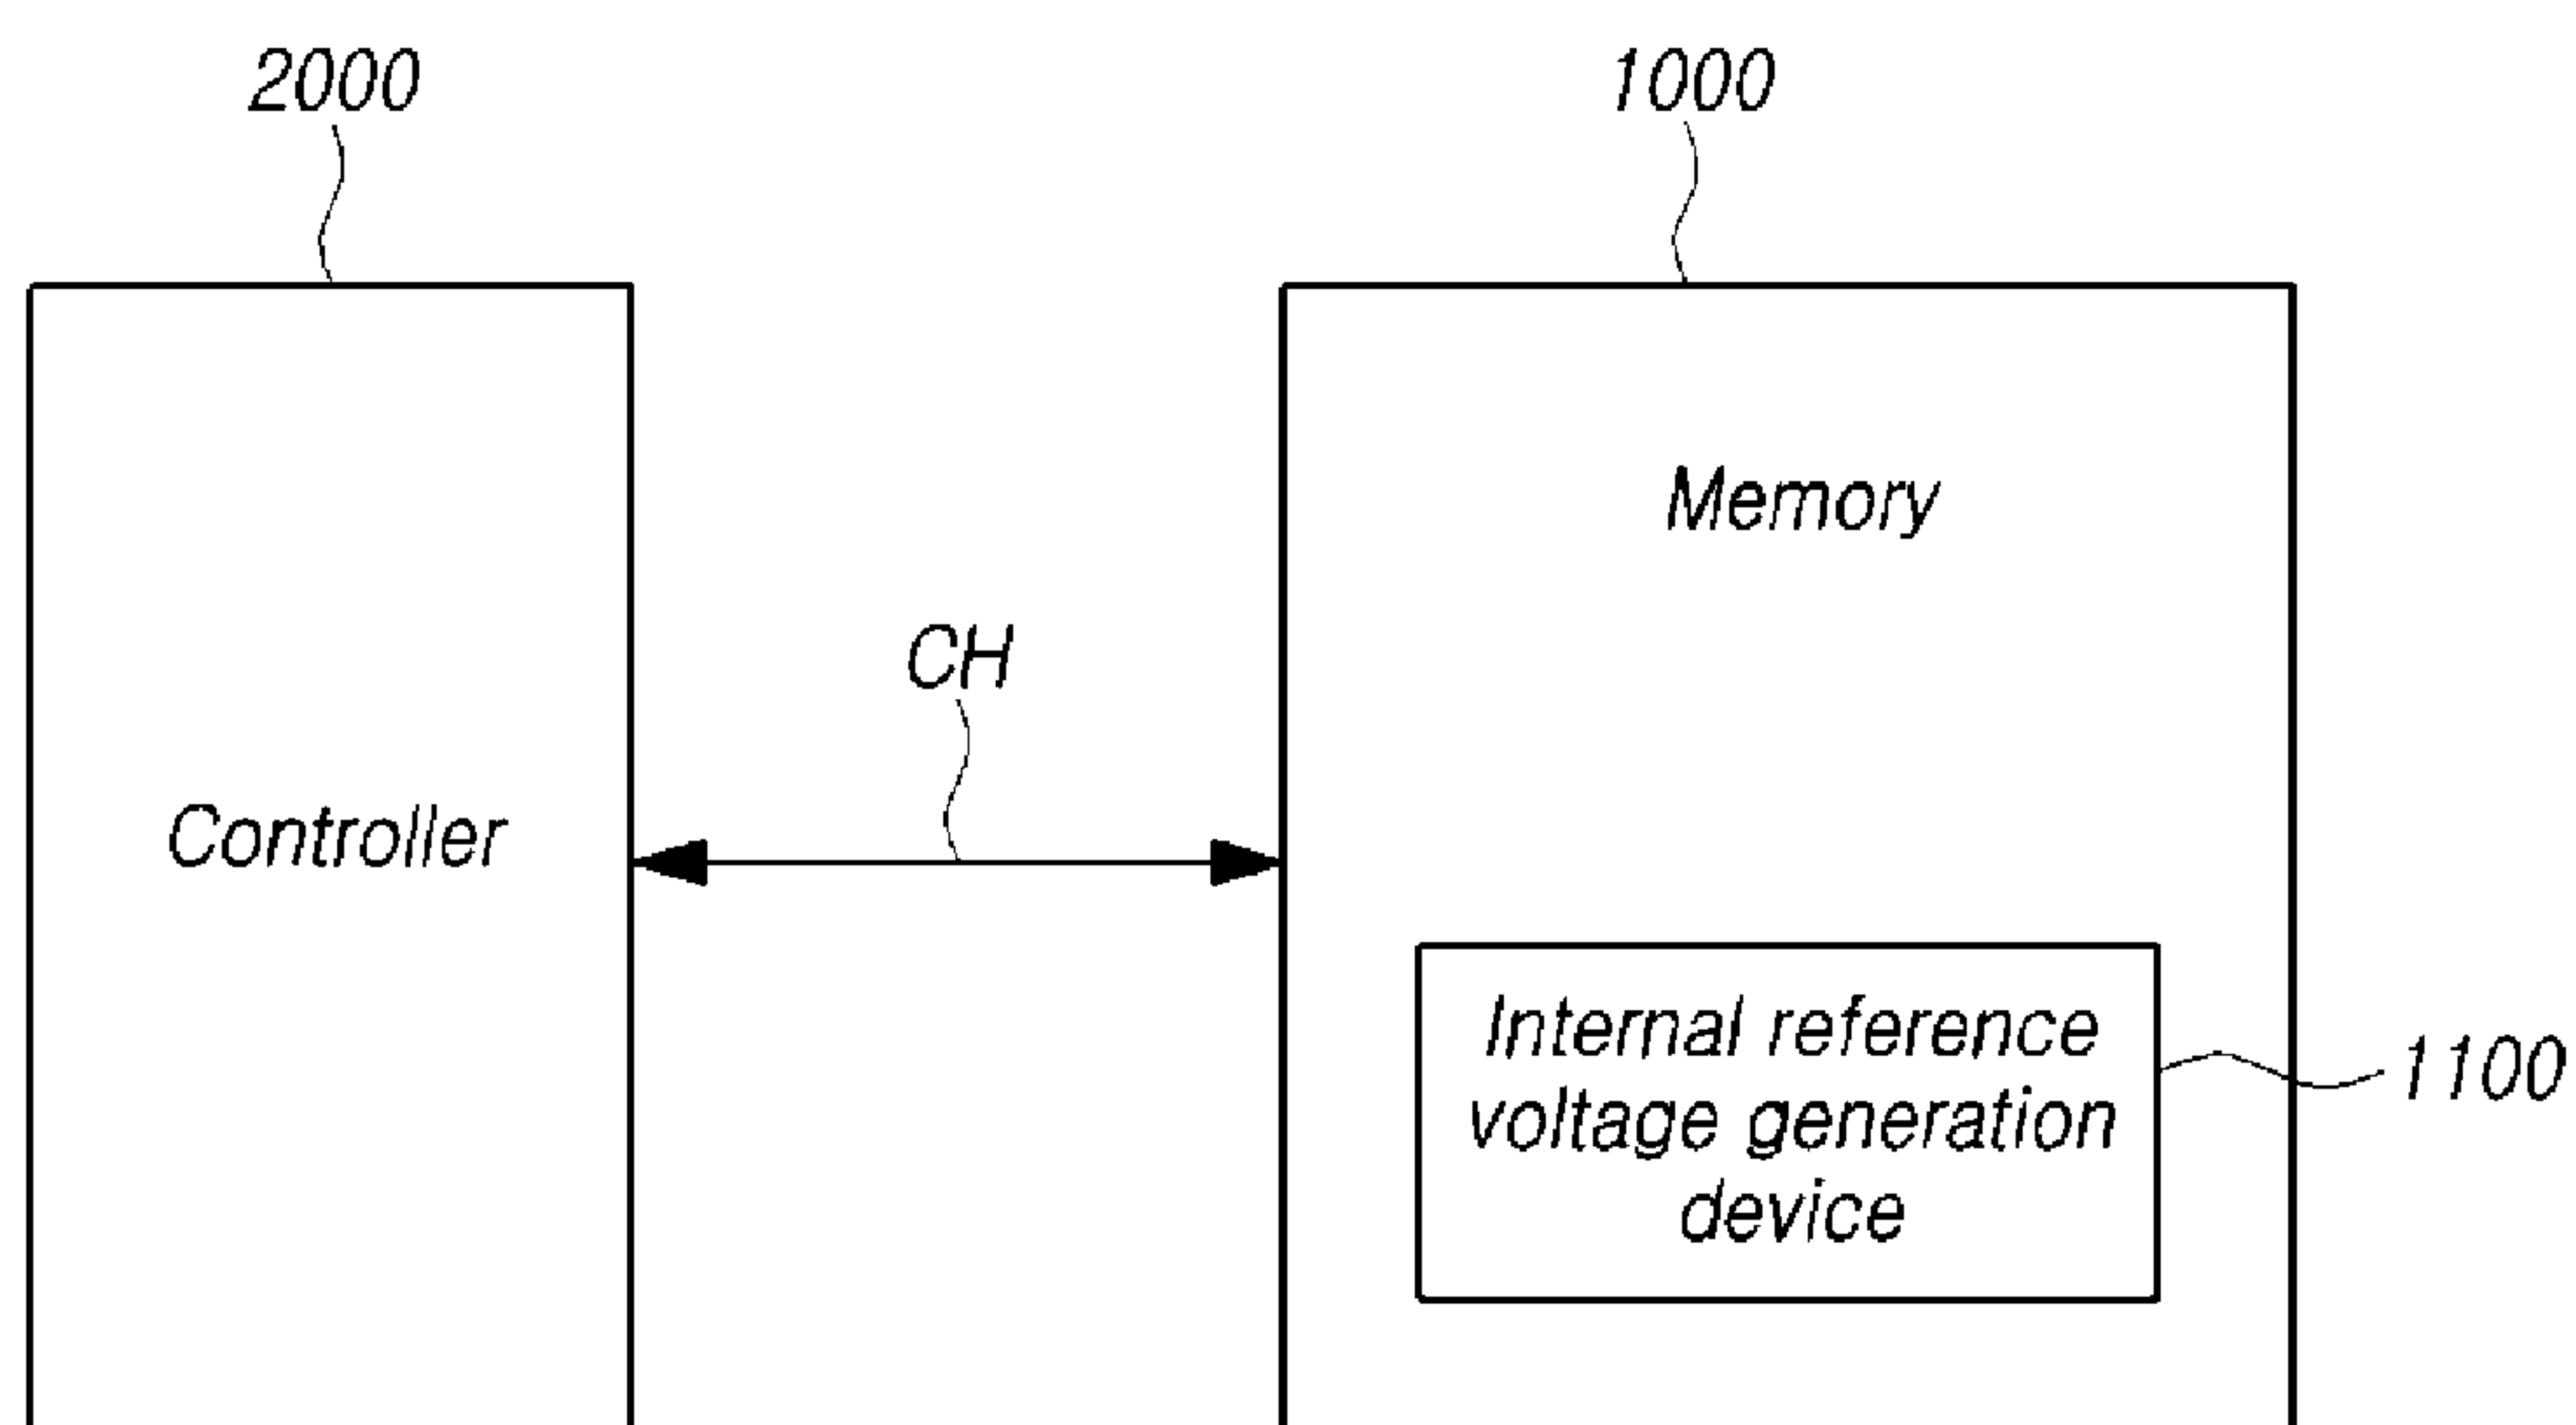 2000
1000
Memory
CH
Controller
Internal reference
voltage generation
device
1100